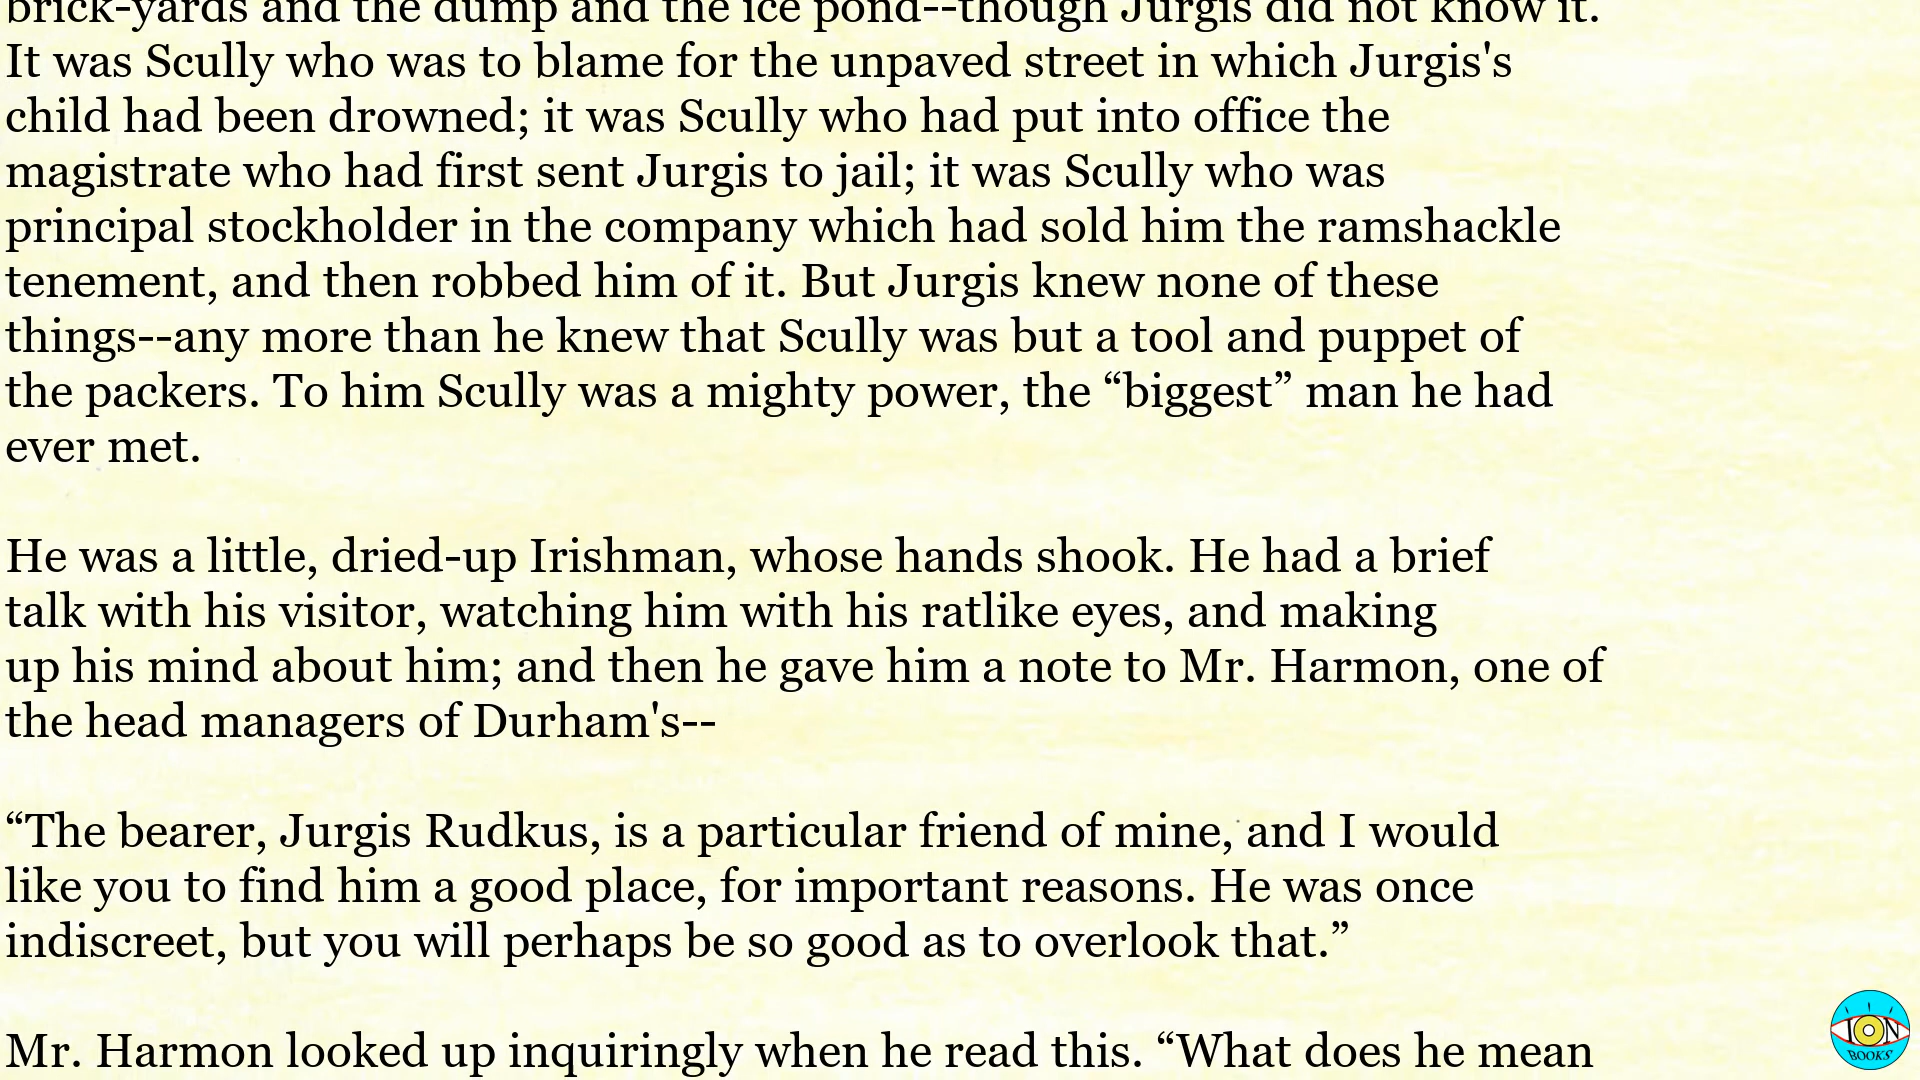 brick-yards and the dump and the ice pond--though Jurgis did not know it.
It was Scully who was to blame for the unpaved street in which Jurgis's
child had been drowned; it was Scully who had put into office the
magistrate who had first sent Jurgis to jail; it was Scully who was
principal stockholder in the company which had sold him the ramshackle
tenement, and then robbed him of it. But Jurgis knew none of these
things--any more than he knew that Scully was but a tool and puppet of
the packers. To him Scully was a mighty power, the “biggest” man he had
ever met.
He was a little, dried-up Irishman, whose hands shook. He had a brief
talk with his visitor, watching him with his ratlike eyes, and making
up his mind about him; and then he gave him a note to Mr. Harmon, one of
the head managers of Durham's--
“The bearer, Jurgis Rudkus, is a particular friend of mine, and I would
like you to find him a good place, for important reasons. He was once
indiscreet, but you will perhaps be so good as to overlook that.”
Mr. Harmon looked up inquiringly when he read this. “What does he mean
ION
BOOKS